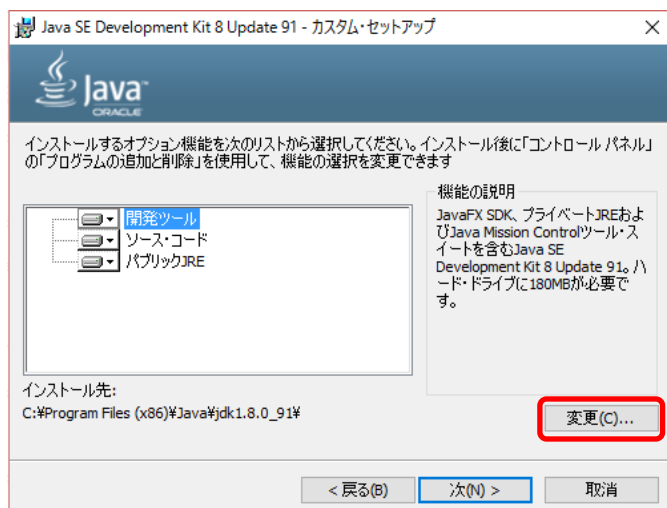 Java SE Development Kit 8 Update 91 - カスタム・セットアップ
Java™
ORACLE
インストールするオプション機能を次のリストから選択してください。インストール後に「コントロール パネル」
の「プログラムの追加と削除」を使用して、機能の選択を変更できます
開発ツール
ソース・コード
パブリックJRE
機能の説明
JavaFX SDK、プライベートJREおよ
びJava Mission Controlツール・ス
イートを含むJava SE
Development Kit 8 Update 91。ハ
ード・ドライブに180MBが必要で
す。
インストール先:
C:¥Program Files (x86)¥Java¥jdk1.8.0_91¥
変更(C)...
< 戻る(B)
次(N) >
取消